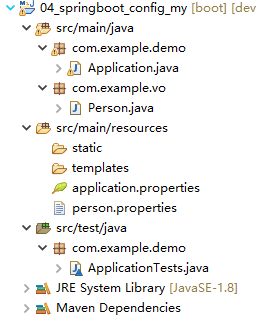 04_springboot_config_my [boot] [dev
src/main/java
com.example.demo
Application.java
com.example.vo
Person.java
src/main/resources
static
templates
application.properties
person.properties
src/test/java
com.example.demo
ApplicationTests.java
JRE System Library [JavaSE-1.8]
Maven Dependencies